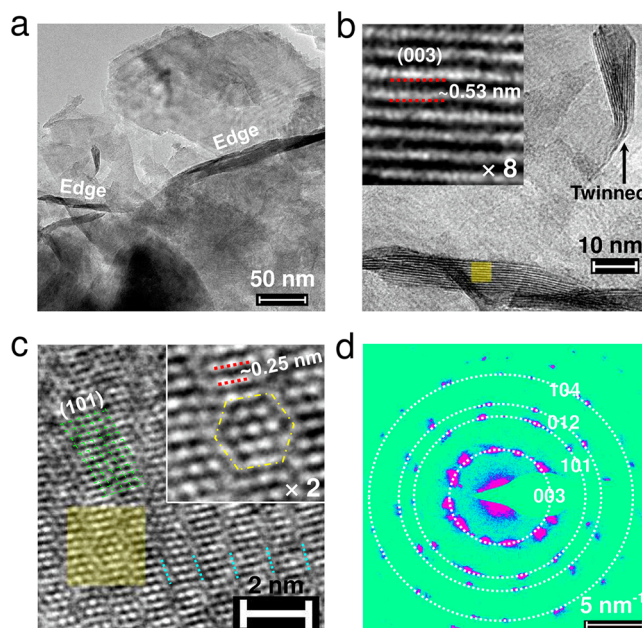 a
Edge
Edge
50 nm
b
(003)
~0.53 nm
× 8
Twinned
10 nm
c
(101)
~0.25 nm
× 2
2 nm
d
104
012
101
003
5 nm⁻¹